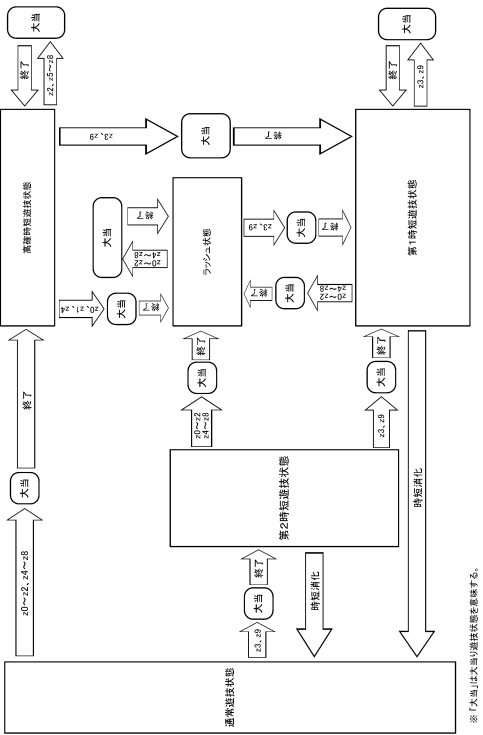 通常遊技状態
z0～z2、z4～z8
大当
終了
高確時短遊技状態
終了
z2、z5～z8
大当
z0、z1、z4
大当
終了
z3、z9
大当
終了
大当
z0～z2
z4～z8
終了
ラッシュ状態
z3、z9
大当
終了
z0～z2
z4～z8
大当
終了
z3、z9
大当
終了
第2時短遊技状態
z0～z2
z4～z8
大当
終了
z3、z9
大当
終了
時短消化
第1時短遊技状態
終了
z3、z9
大当
時短消化
※「大当」は大当り遊技状態を意味する。